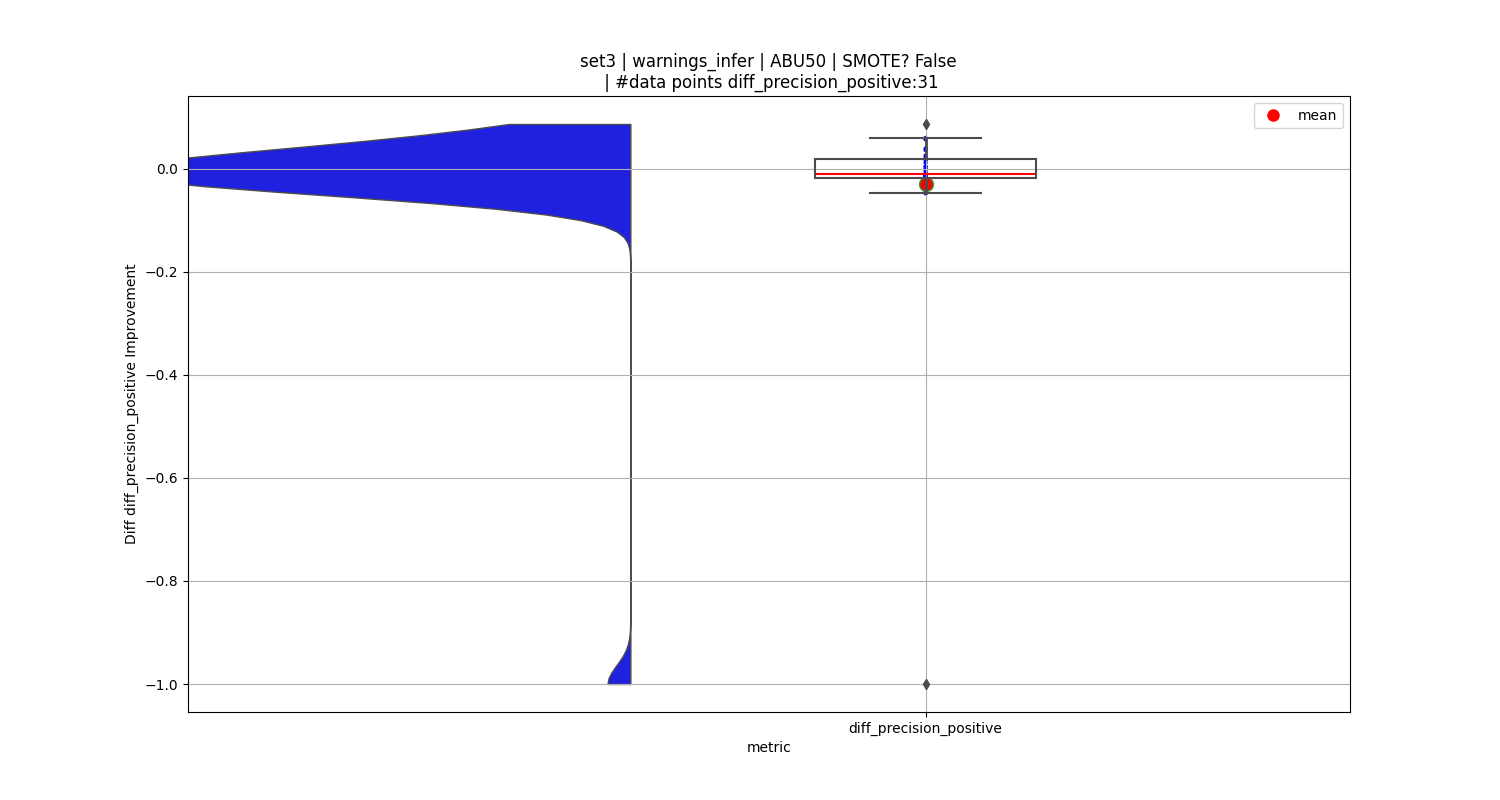 set3 | warnings_infer | ABU50 | SMOTE? False
| #data points diff_precision_positive:31
mean
0.0
−0.2
−0.4
−0.6
−0.8
−1.0
Diff diff_precision_positive Improvement
diff_precision_positive
metric